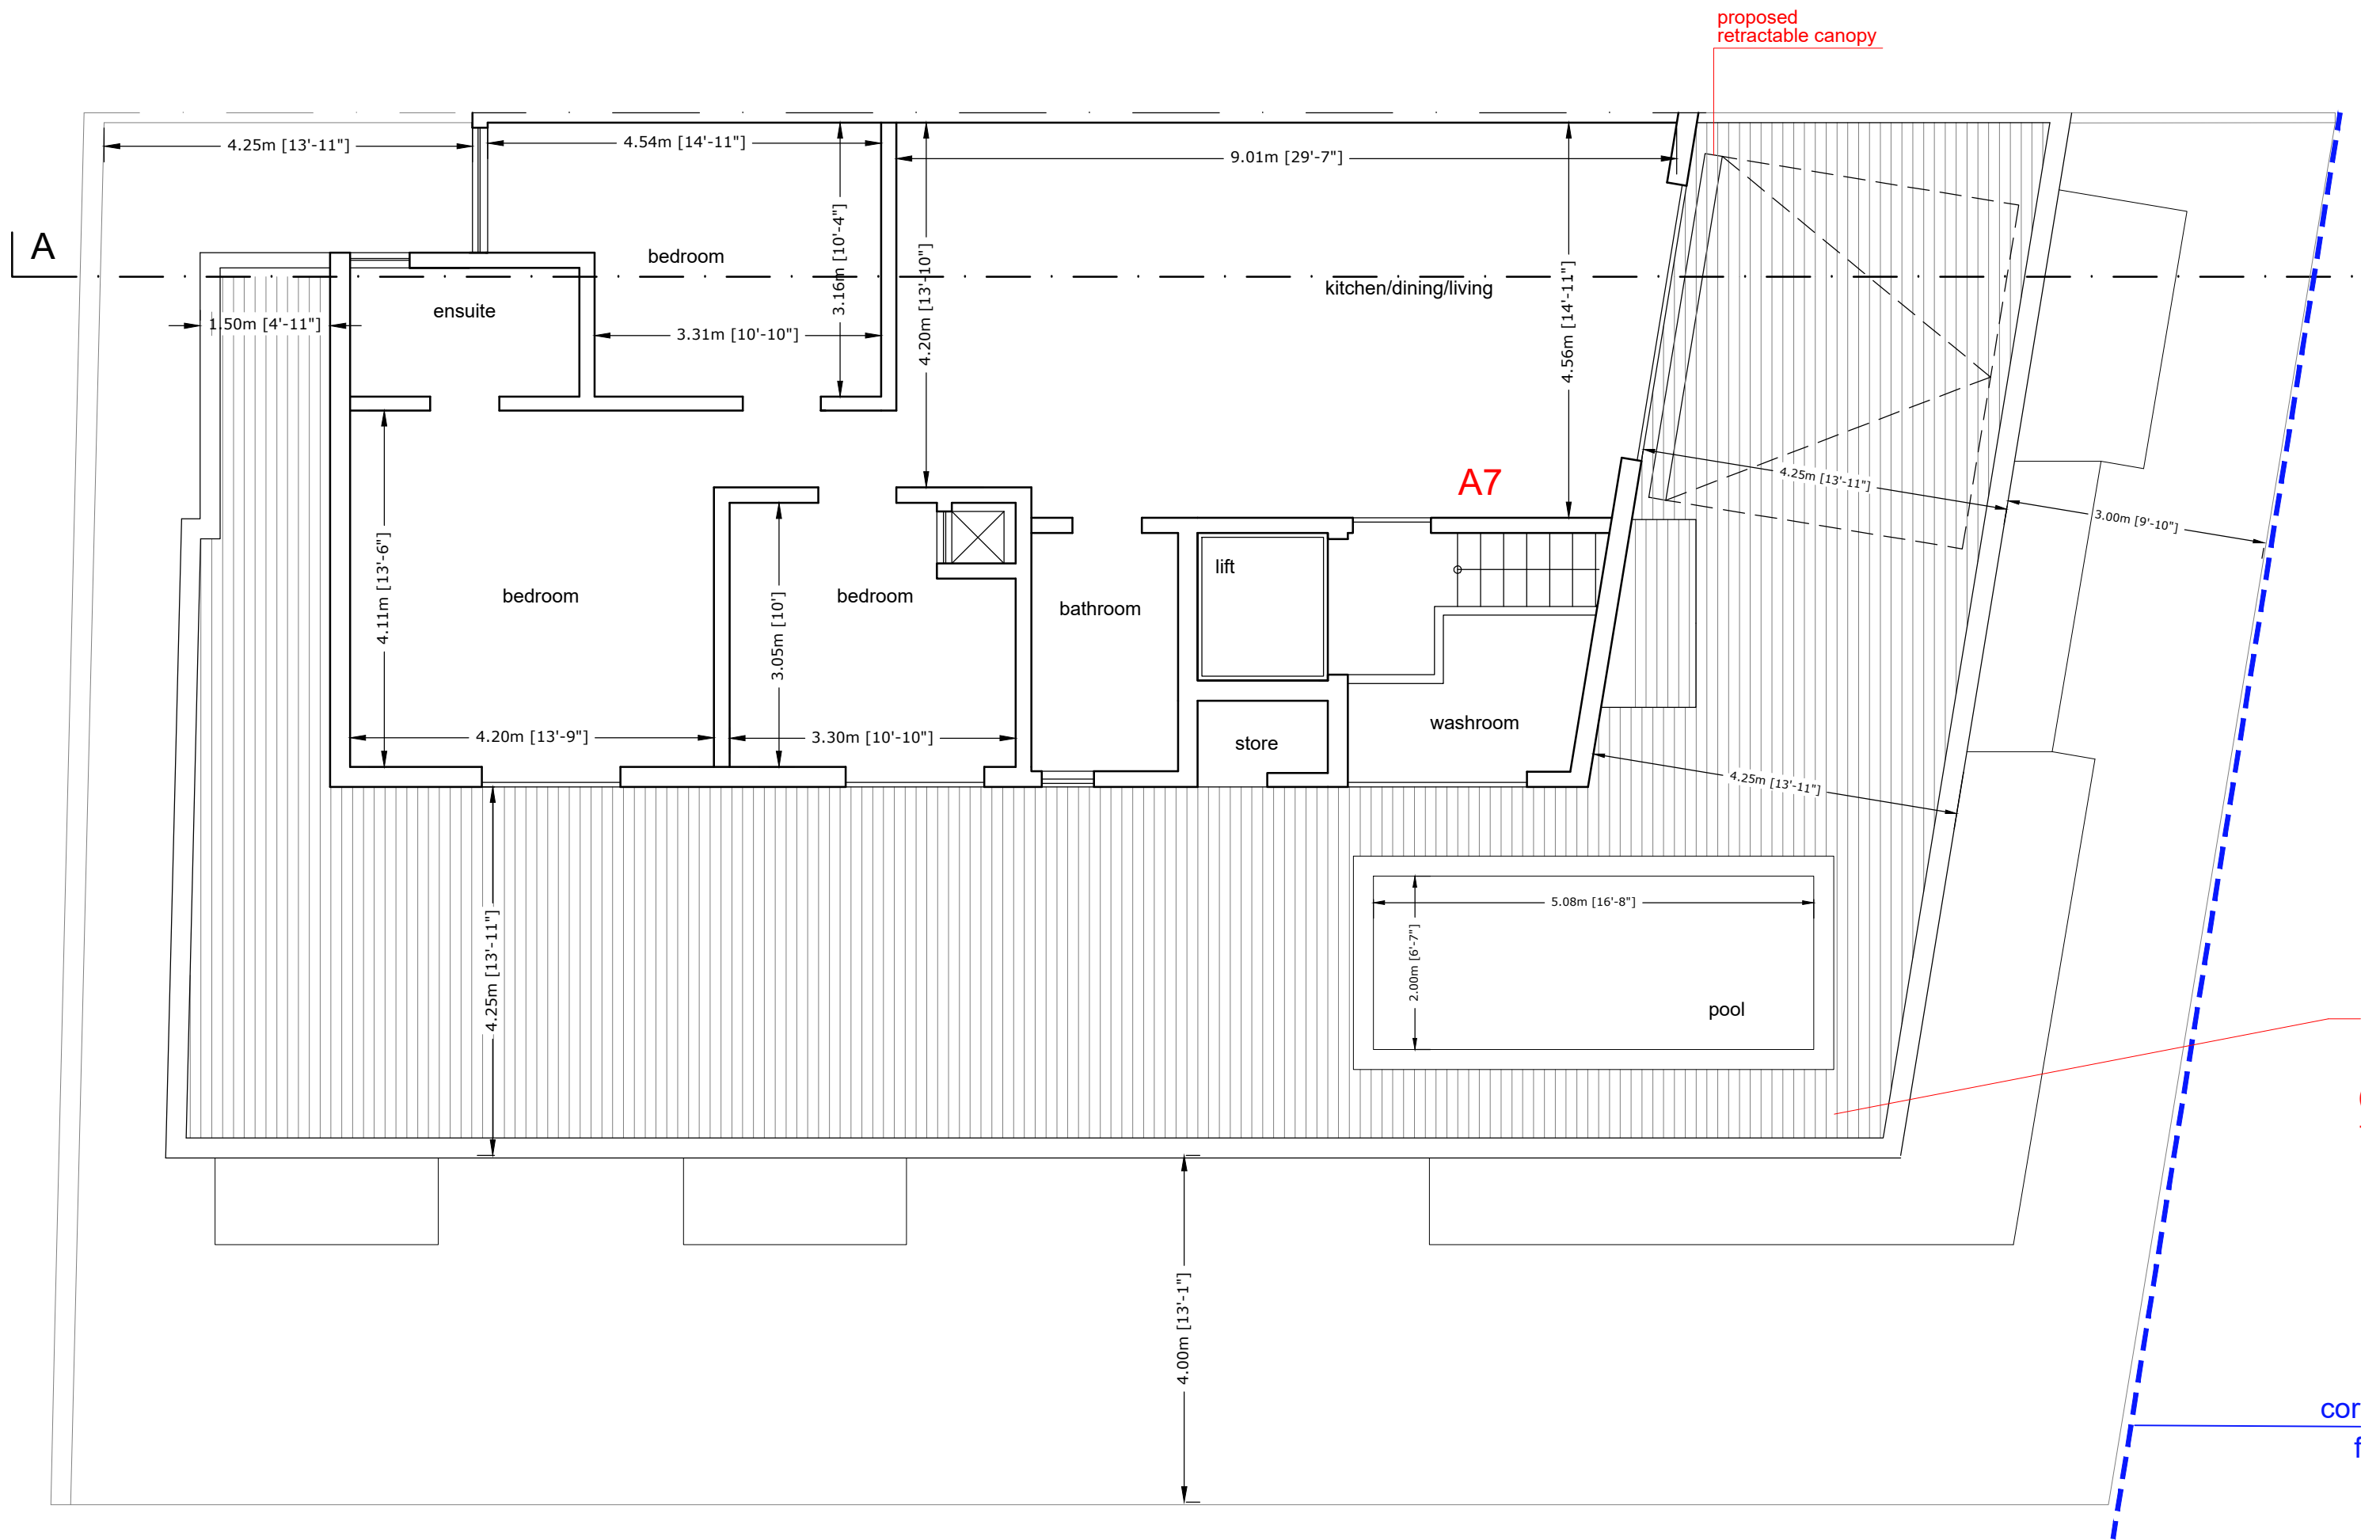 proposed
retractable canopy
4.25m [13'-11"]
4.54m [14'-11"]
9.01m [29'-7"]
A
bedroom
3.16m [10'-4"]
4.20m [13'-10"]
kitchen/dining/living
4.56m [14'-11"]
ensuite
1.50m [4'-11"]
3.31m [10'-10"]
A7
4.25m [13'-11"]
3.00m [9'-10"]
4.11m [13'-6"]
bedroom
3.05m [10']
bedroom
bathroom
lift
4.20m [13'-9"]
3.30m [10'-10"]
store
washroom
4.25m [13'-11"]
4.25m [13'-11"]
5.08m [16'-8"]
2.00m [6'-7"]
pool
4.00m [13'-1"]